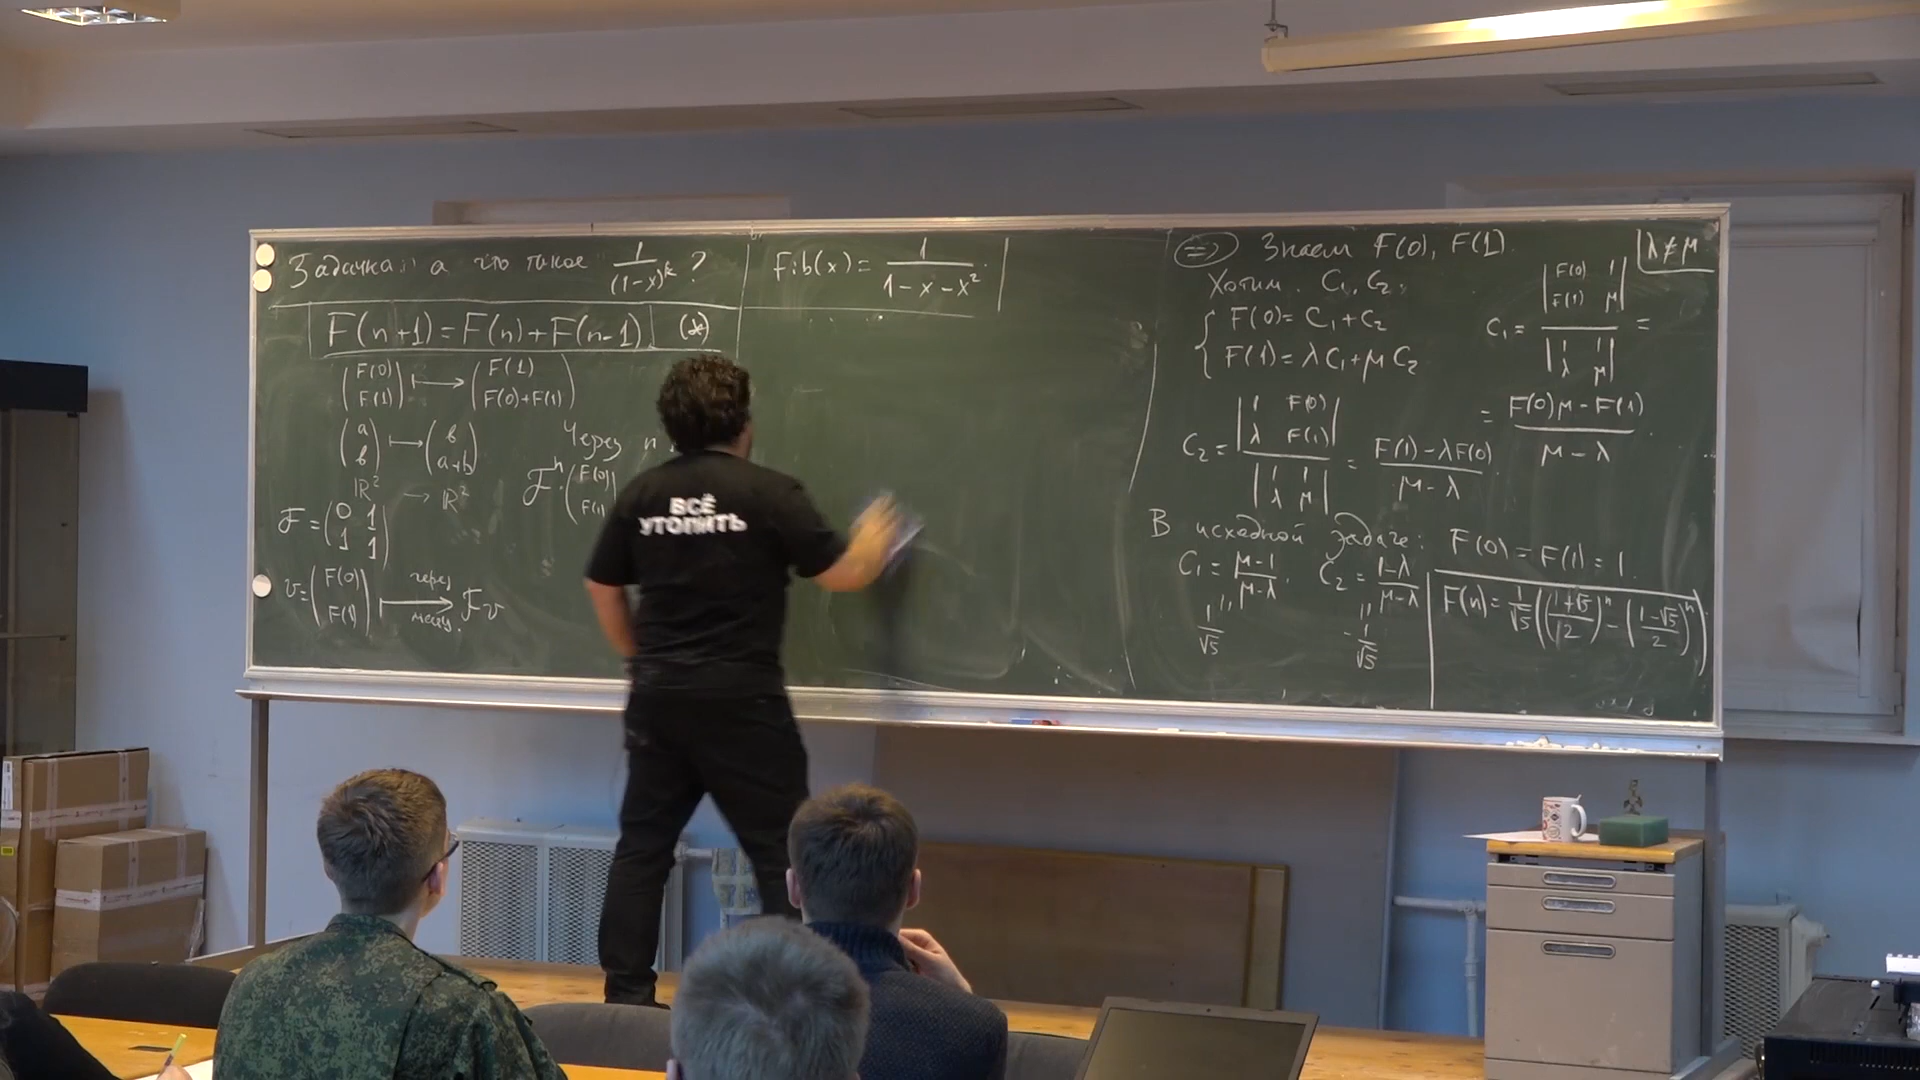 Задачка: а что такое 1/(1-x)^k ?
F(n+1) = F(n) + F(n-1) (*)
(F(0) F(1)) ↦ (F(1) F(0)+F(1))
(a b) ↦ (b a+b)
ℝ² → ℝ²
Через n
ℱ = (0 1 1 1)
ℱ^n · (F(0) F(1)
v = (F(0) F(1)) ↦ ℱv
через
месяц.
fib(x) = 1/(1-x-x²)
ВСЁ
УТОПИТЬ
⇒ Знаем F(0), F(1).
λ≠μ
Хотим C₁, C₂,
{ F(0) = C₁ + C₂
F(1) = λC₁ + μC₂
C₁ = |F(0) 1 F(1) μ| / |1 1 λ μ| =
= (F(0)μ - F(1)) / (μ - λ)
C₂ = |1 F(0) λ F(1)| / |1 1 λ μ| = (F(1) - λF(0)) / (μ - λ)
В исходной задаче: F(0) = F(1) = 1.
C₁ = (μ-1)/(μ-λ), C₂ = (1-λ)/(μ-λ)
" 1/√5 " -1/√5
F(n) = 1/√5 (((1+√5)/2)^n - ((1-√5)/2)^n).